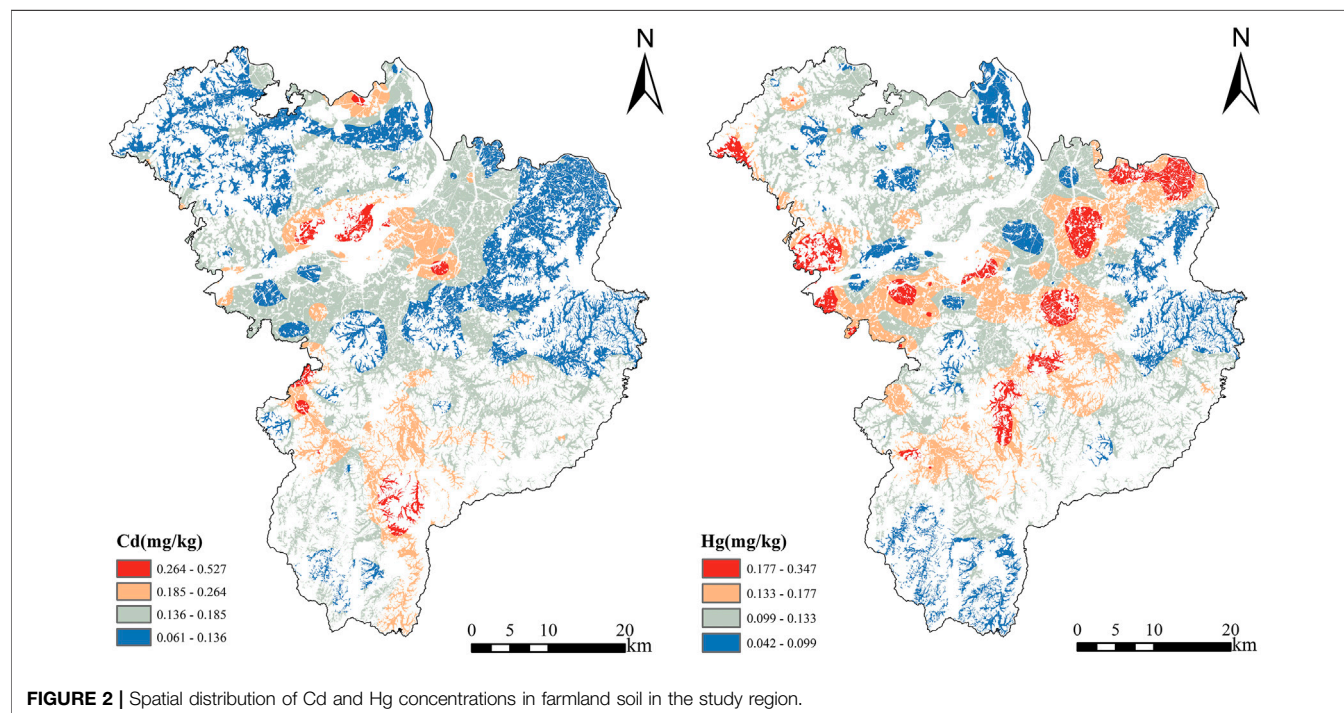 N
N
Cd(mg/kg)
0.264 - 0.527
0.185 - 0.264
0.136 - 0.185
0.061 - 0.136
0 5 10 20
km
Hg(mg/kg)
0.177 - 0.347
0.133 - 0.177
0.099 - 0.133
0.042 - 0.099
0 5 10 20
km
FIGURE 2 | Spatial distribution of Cd and Hg concentrations in farmland soil in the study region.